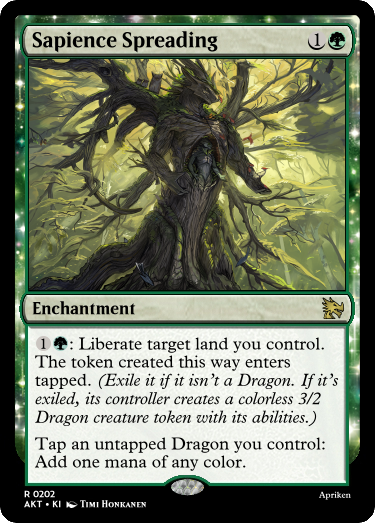 Sapience Spreading 1
Enchantment
1 : Liberate target land you control.
The token created this way enters
tapped. (Exile it if it isn't a Dragon. If it's
exiled, its controller creates a colorless 3/2
Dragon creature token with its abilities.)
Tap an untapped Dragon you control:
Add one mana of any color.
R 0202
AKT • KI Timi Honkanen
Apriken